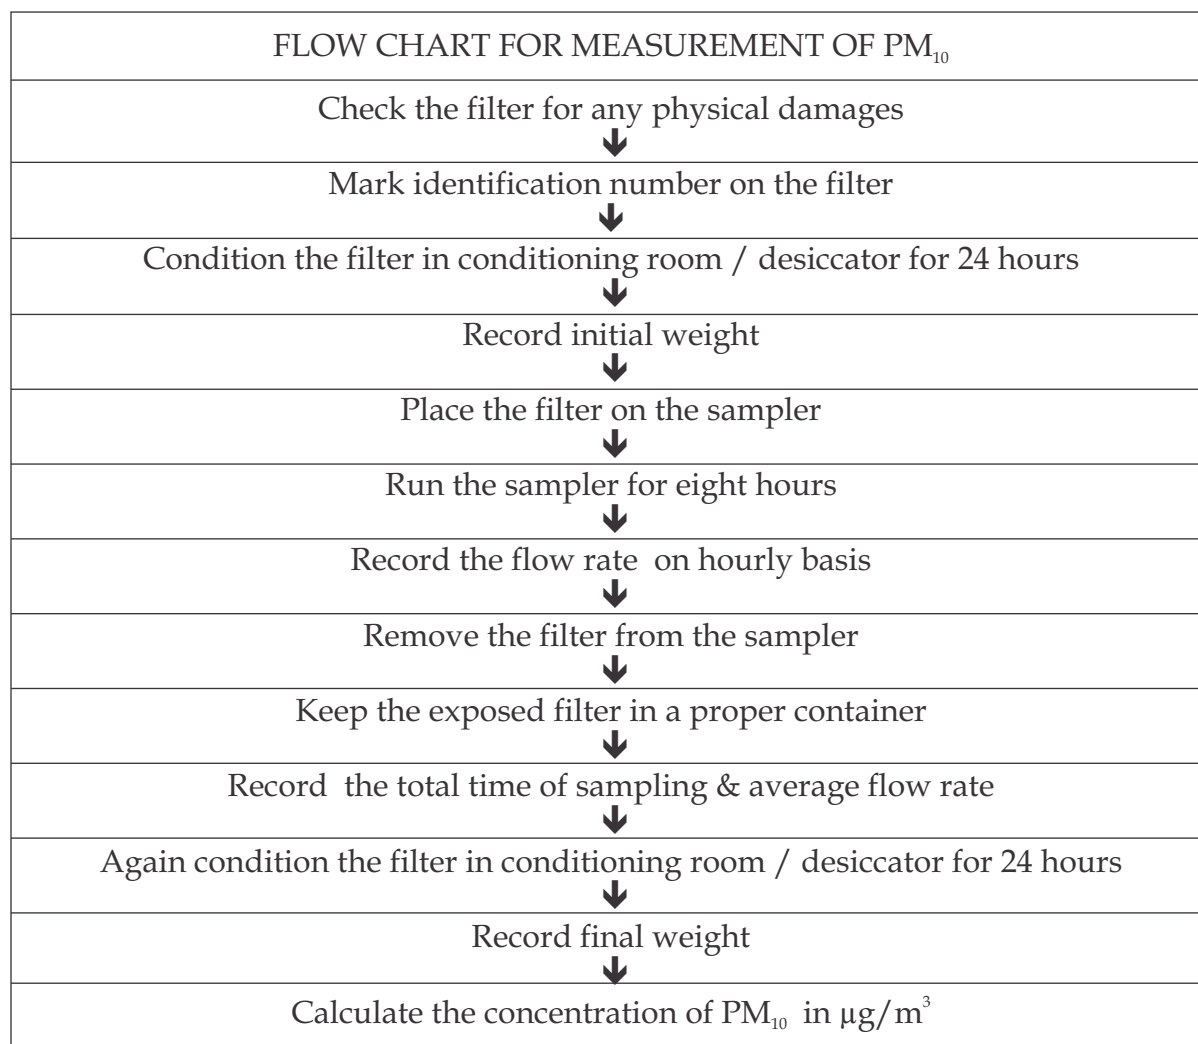 FLOW CHART FOR MEASUREMENT OF PM₁₀
Check the filter for any physical damages
Mark identification number on the filter
Condition the filter in conditioning room / desiccator for 24 hours
Record initial weight
Place the filter on the sampler
Run the sampler for eight hours
Record the flow rate on hourly basis
Remove the filter from the sampler
Keep the exposed filter in a proper container
Record the total time of sampling & average flow rate
Again condition the filter in conditioning room / desiccator for 24 hours
Record final weight
Calculate the concentration of PM₁₀ in µg/m³